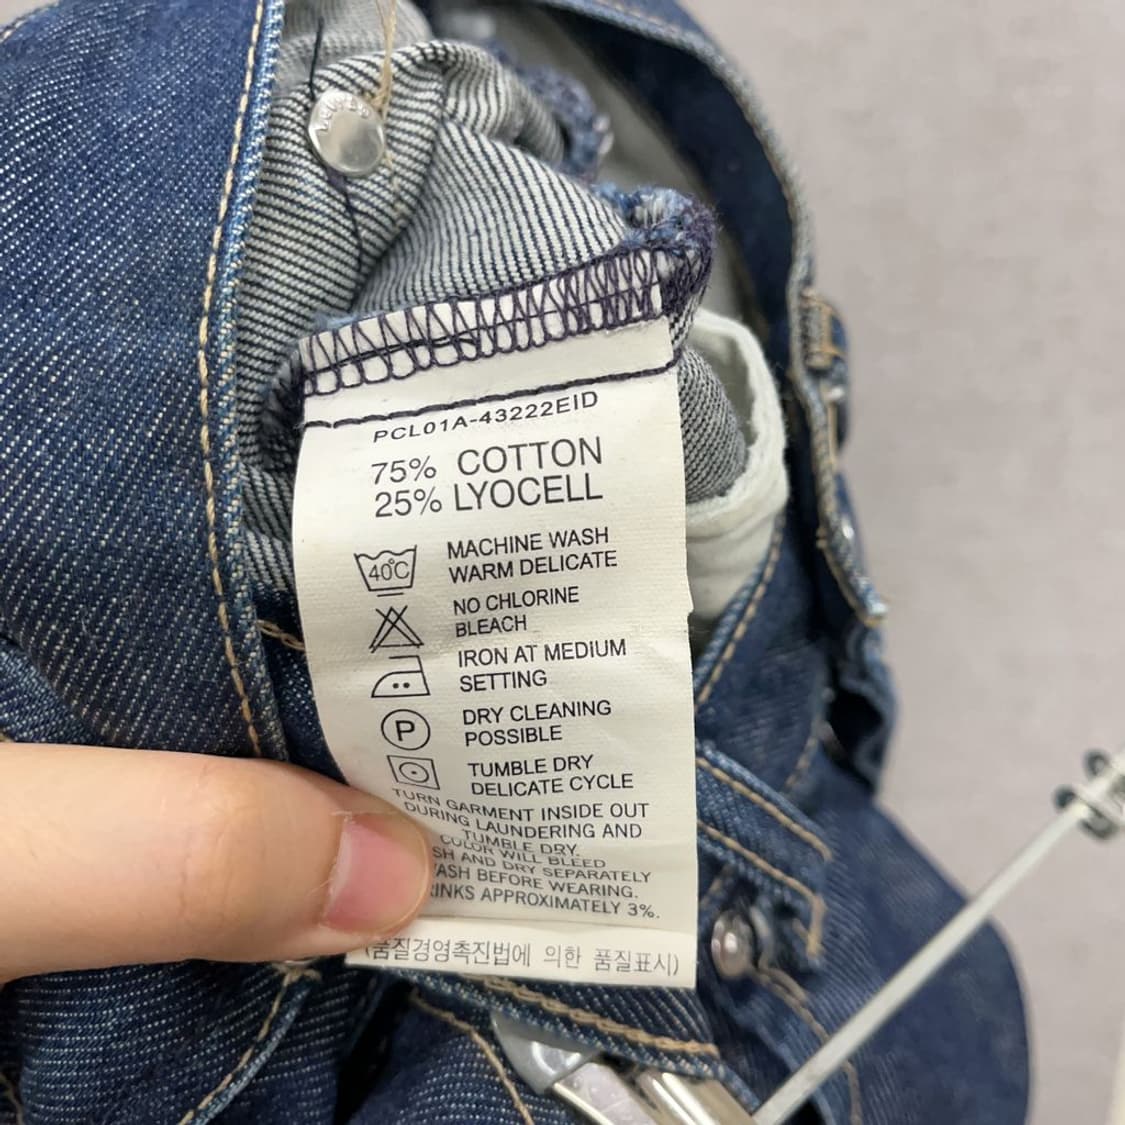 PCL01A-43222EID
75% COTTON
25% LYOCELL
40°C
MACHINE WASH
WARM DELICATE
NO CHLORINE
BLEACH
IRON AT MEDIUM
SETTING
P
DRY CLEANING
POSSIBLE
TUMBLE DRY
DELICATE CYCLE
TURN GARMENT INSIDE OUT
DURING LAUNDERING AND
TUMBLE DRY.
COLOR WILL BLEED
AND DRY SEPARATELY
BEFORE WEARING.
APPROXIMATELY 3%.
(품질경영촉진법에 의한 품질표시)